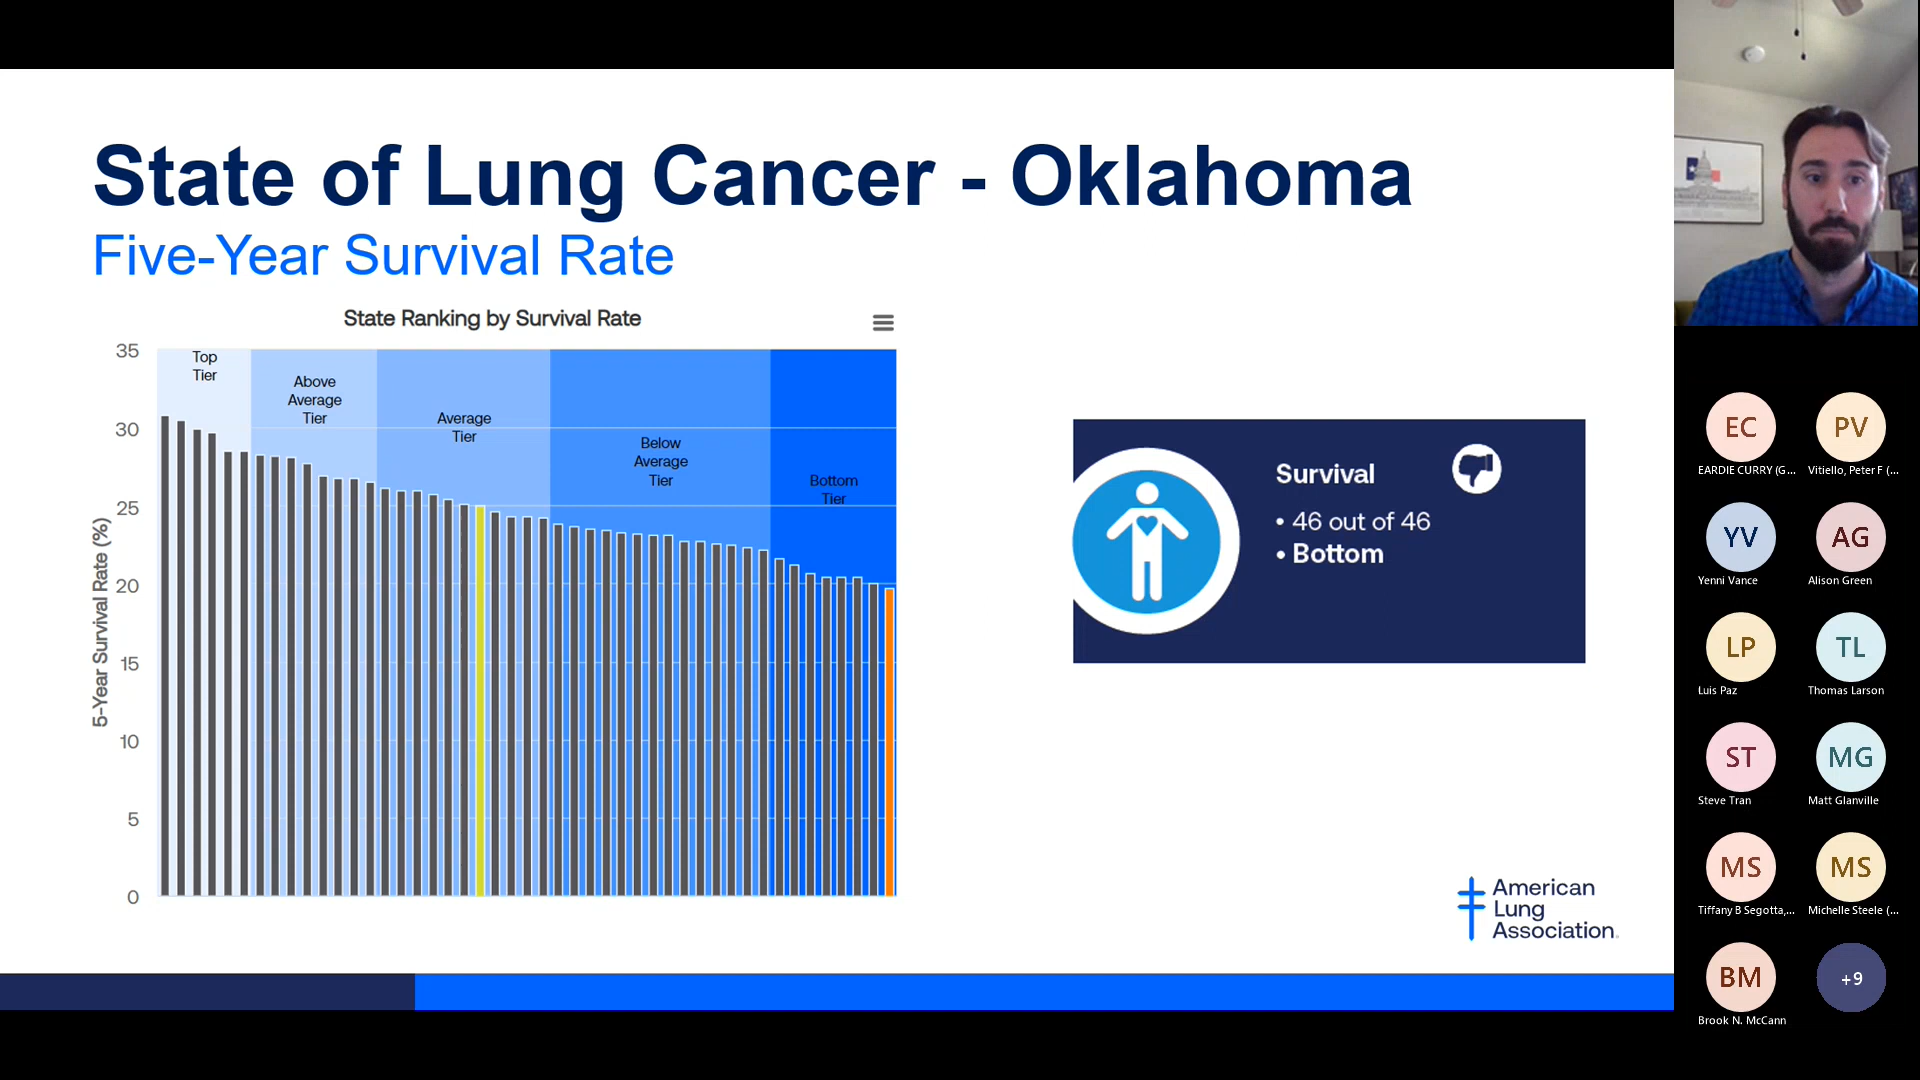 State of Lung Cancer - Oklahoma
Five-Year Survival Rate
State Ranking by Survival Rate
5-Year Survival Rate (%)
35
30
25
20
15
10
5
0
Top
Tier
Above
Average
Tier
Average
Tier
Below
Average
Tier
Bottom
Tier
Survival
• 46 out of 46
• Bottom
American
Lung
Association.
EC
EARDIE CURRY (G...
PV
Vitiello, Peter F (...
YV
Yenni Vance
AG
Alison Green
LP
Luis Paz
TL
Thomas Larson
ST
Steve Tran
MG
Matt Glanville
MS
Tiffany B Segotta,...
MS
Michelle Steele (...
BM
Brook N. McCann
+9